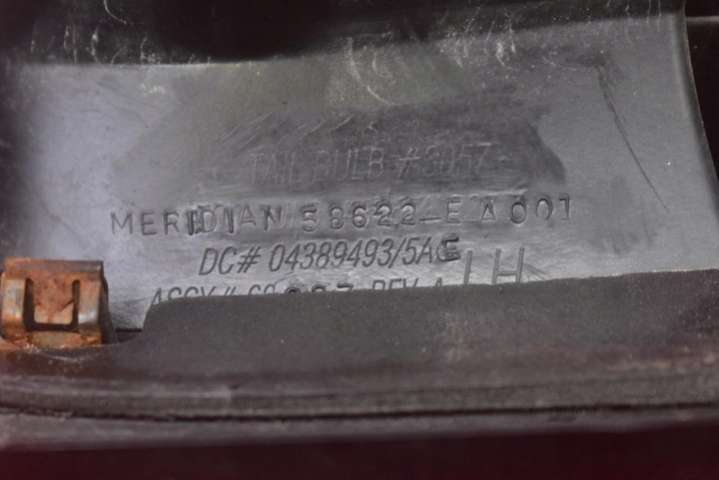 TAIL BULB #3057
MERIDIAN 58622-EA001
DC# 04389493/5AE
LH